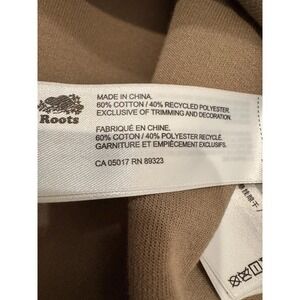 Roots
MADE IN CHINA.
60% COTTON / 40% RECYCLED POLYESTER,
EXCLUSIVE OF TRIMMING AND DECORATION.
FABRIQUÉ EN CHINE.
60% COTON / 40% POLYESTER RECYCLÉ,
GARNITURE ET EMPIÈCEMENT EXCLUSIFS.
CA 05017 RN 89323